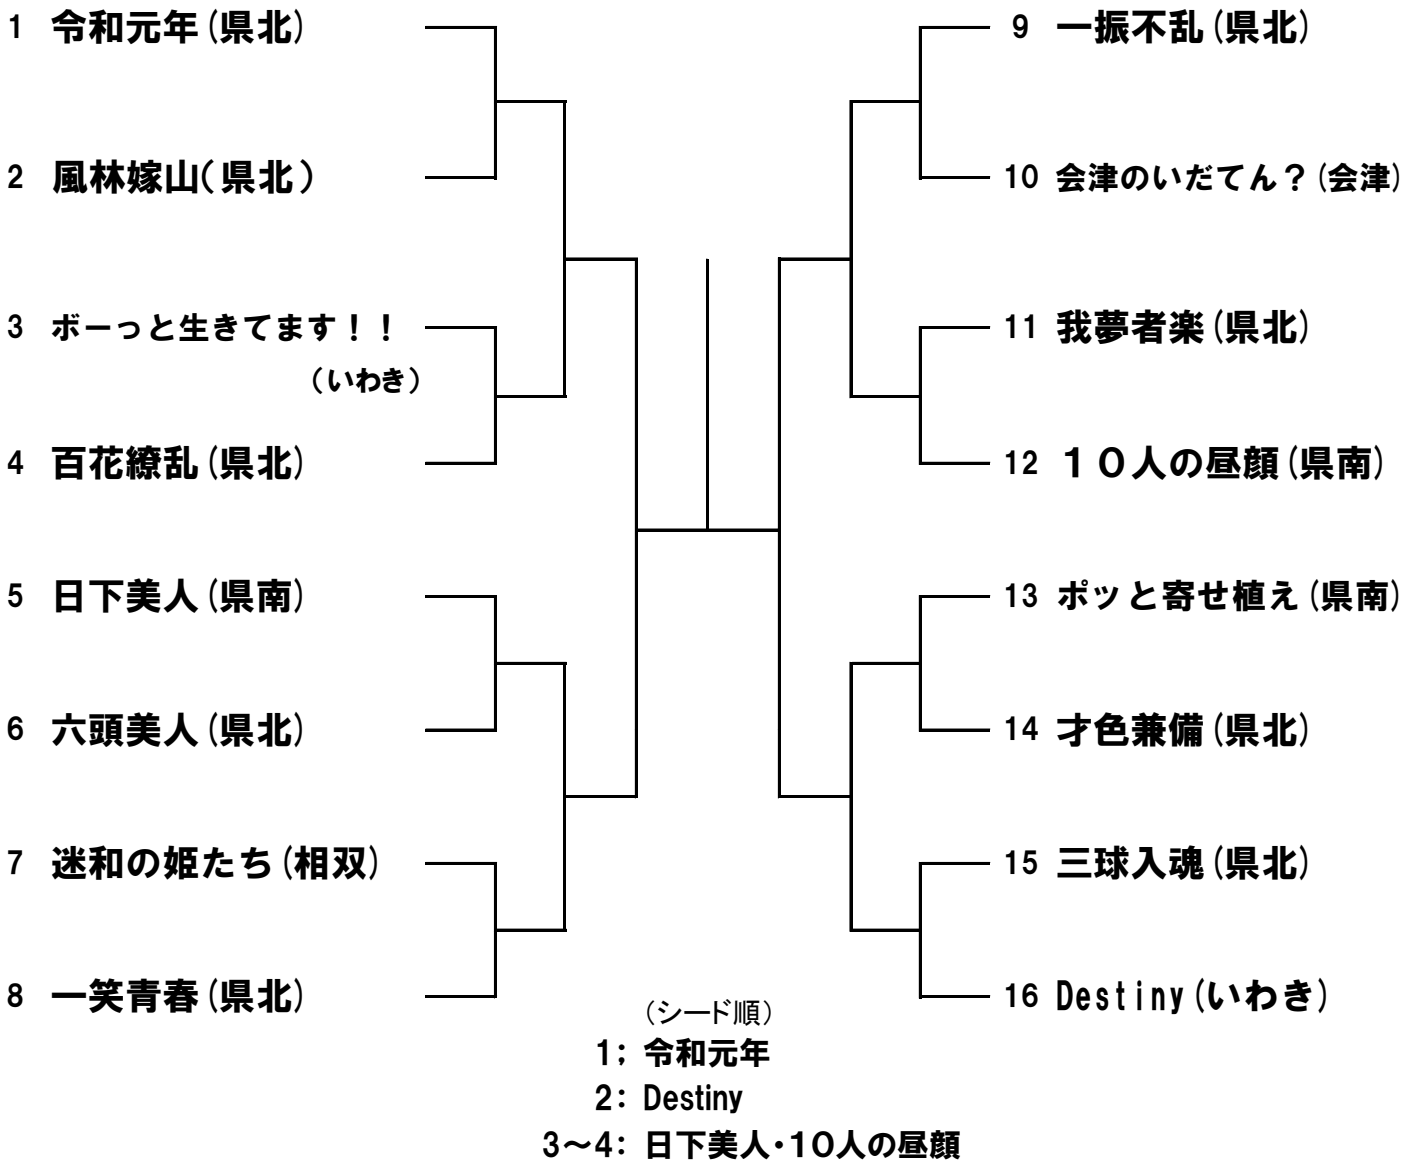 1 令和元年(県北)
2 風林嫁山(県北)
3 ボーっと生きてます！！
(いわき)
4 百花繚乱(県北)
5 日下美人(県南)
6 六頭美人(県北)
7 迷和の姫たち(相双)
8 一笑青春(県北)
9 一振不乱(県北)
10 会津のいだてん？(会津)
11 我夢者楽(県北)
12 １０人の昼顔(県南)
13 ポッと寄せ植え(県南)
14 才色兼備(県北)
15 三球入魂(県北)
16 Destiny(いわき)
(シード順)
1; 令和元年
2: Destiny
3～4: 日下美人・10人の昼顔